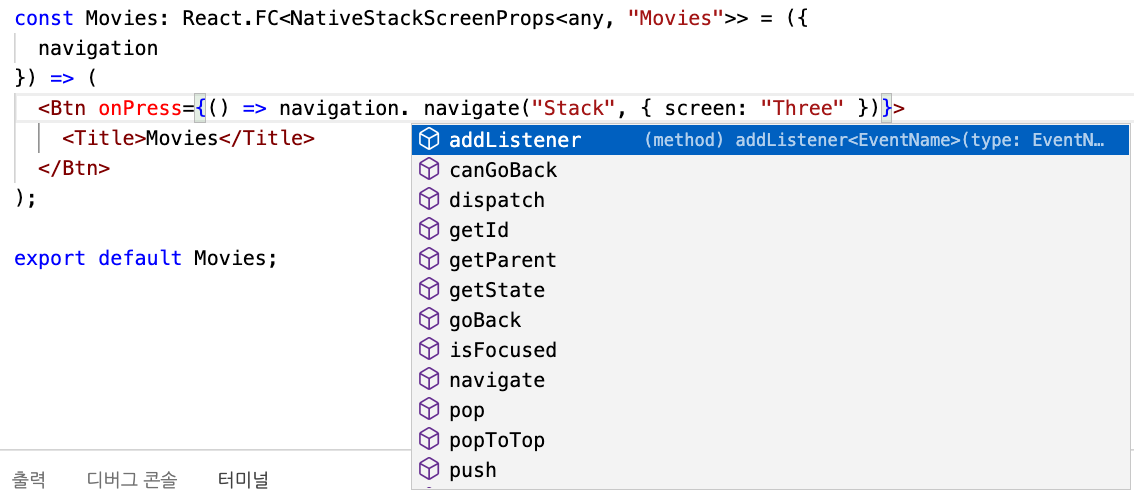 const Movies: React.FC<NativeStackScreenProps<any, "Movies">> = ({
  navigation
}) => (
  <Btn onPress={() => navigation. navigate("Stack", { screen: "Three" })}>
    <Title>Movies</Title>
  </Btn>
);
export default Movies;
addListener (method) addListener<EventName>(type: EventN…
canGoBack
dispatch
getId
getParent
getState
goBack
isFocused
navigate
pop
popToTop
push
출력 디버그 콘솔 터미널